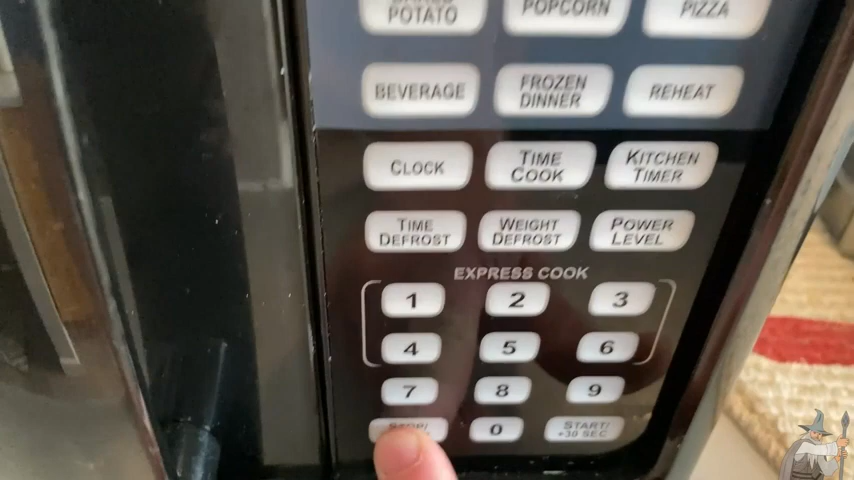 POTATO
POPCORN
PIZZA
BEVERAGE
FROZEN
DINNER
REHEAT
CLOCK
TIME
COOK
KITCHEN
TIMER
TIME
DEFROST
WEIGHT
DEFROST
POWER
LEVEL
EXPRESS COOK
1
2
3
4
5
6
7
8
9
0
START/
+30 SEC